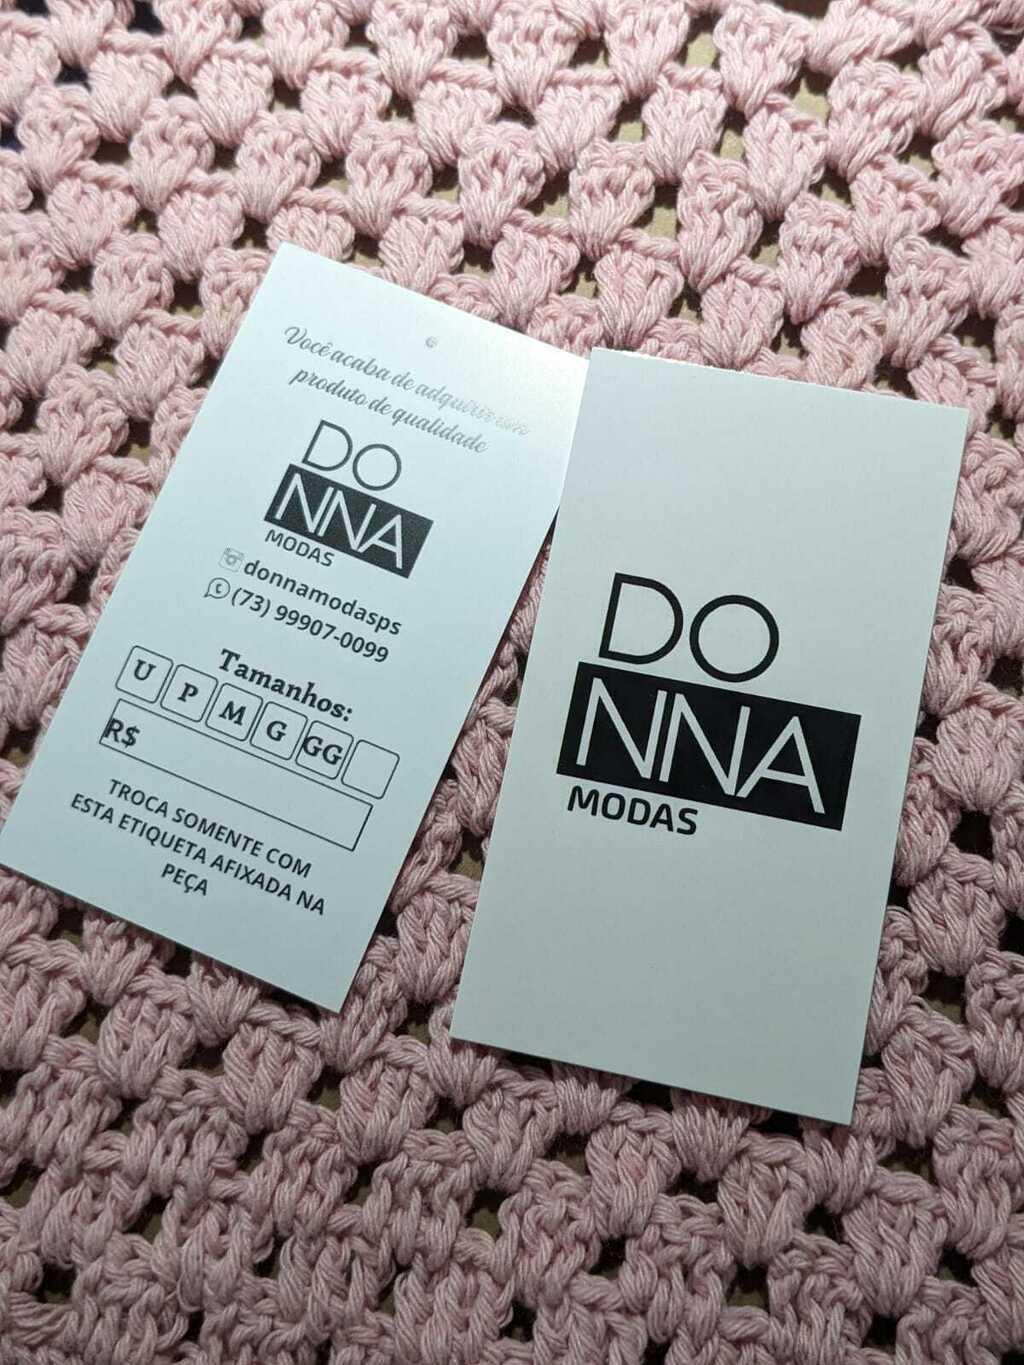 Você acaba de adquirir um
produto de qualidade
DO
NNA
MODAS
donnamodasps
(73) 99907-0099
Tamanhos:
U P M G GG
R$
TROCA SOMENTE COM
ESTA ETIQUETA AFIXADA NA
PEÇA
DO
NNA
MODAS